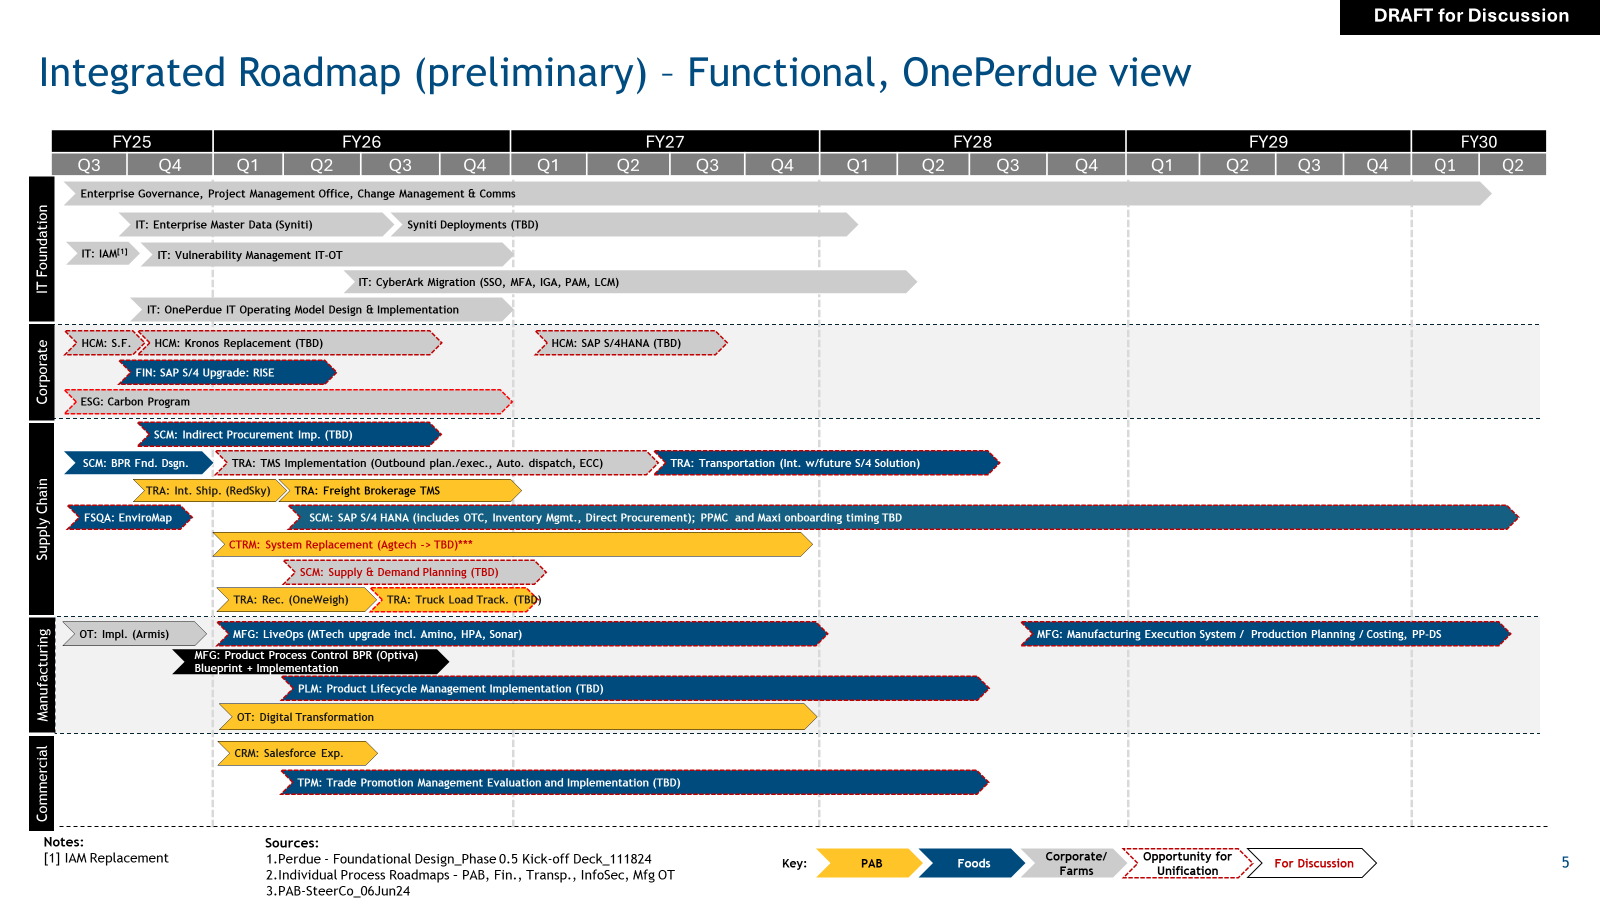 DRAFT for Discussion
Integrated Roadmap (preliminary) – Functional, OnePerdue view
FY25 FY26 FY27 FY28 FY29 FY30
Q3 Q4 Q1 Q2 Q3 Q4 Q1 Q2 Q3 Q4 Q1 Q2 Q3 Q4 Q1 Q2 Q3 Q4 Q1 Q2
IT Foundation
Enterprise Governance, Project Management Office, Change Management & Comms
IT: Enterprise Master Data (Syniti) Syniti Deployments (TBD)
IT: IAM[1] IT: Vulnerability Management IT-OT
IT: CyberArk Migration (SSO, MFA, IGA, PAM, LCM)
IT: OnePerdue IT Operating Model Design & Implementation
Corporate
HCM: S.F. HCM: Kronos Replacement (TBD) HCM: SAP S/4HANA (TBD)
FIN: SAP S/4 Upgrade: RISE
ESG: Carbon Program
Supply Chain
SCM: Indirect Procurement Imp. (TBD)
SCM: BPR Fnd. Dsgn. TRA: TMS Implementation (Outbound plan./exec., Auto. dispatch, ECC) TRA: Transportation (Int. w/future S/4 Solution)
TRA: Int. Ship. (RedSky) TRA: Freight Brokerage TMS
FSQA: EnviroMap SCM: SAP S/4 HANA (includes OTC, Inventory Mgmt., Direct Procurement); PPMC and Maxi onboarding timing TBD
CTRM: System Replacement (Agtech -> TBD)***
SCM: Supply & Demand Planning (TBD)
TRA: Rec. (OneWeigh) TRA: Truck Load Track. (TBD)
Manufacturing
OT: Impl. (Armis) MFG: LiveOps (MTech upgrade incl. Amino, HPA, Sonar) MFG: Manufacturing Execution System / Production Planning / Costing, PP-DS
MFG: Product Process Control BPR (Optiva)
Blueprint + Implementation
PLM: Product Lifecycle Management Implementation (TBD)
OT: Digital Transformation
Commercial
CRM: Salesforce Exp.
TPM: Trade Promotion Management Evaluation and Implementation (TBD)
Notes:
[1] IAM Replacement
Sources:
1.Perdue - Foundational Design_Phase 0.5 Kick-off Deck_111824
2.Individual Process Roadmaps – PAB, Fin., Transp., InfoSec, Mfg OT
3.PAB-SteerCo_06Jun24
Key: PAB Foods Corporate/
Farms Opportunity for
Unification For Discussion
5